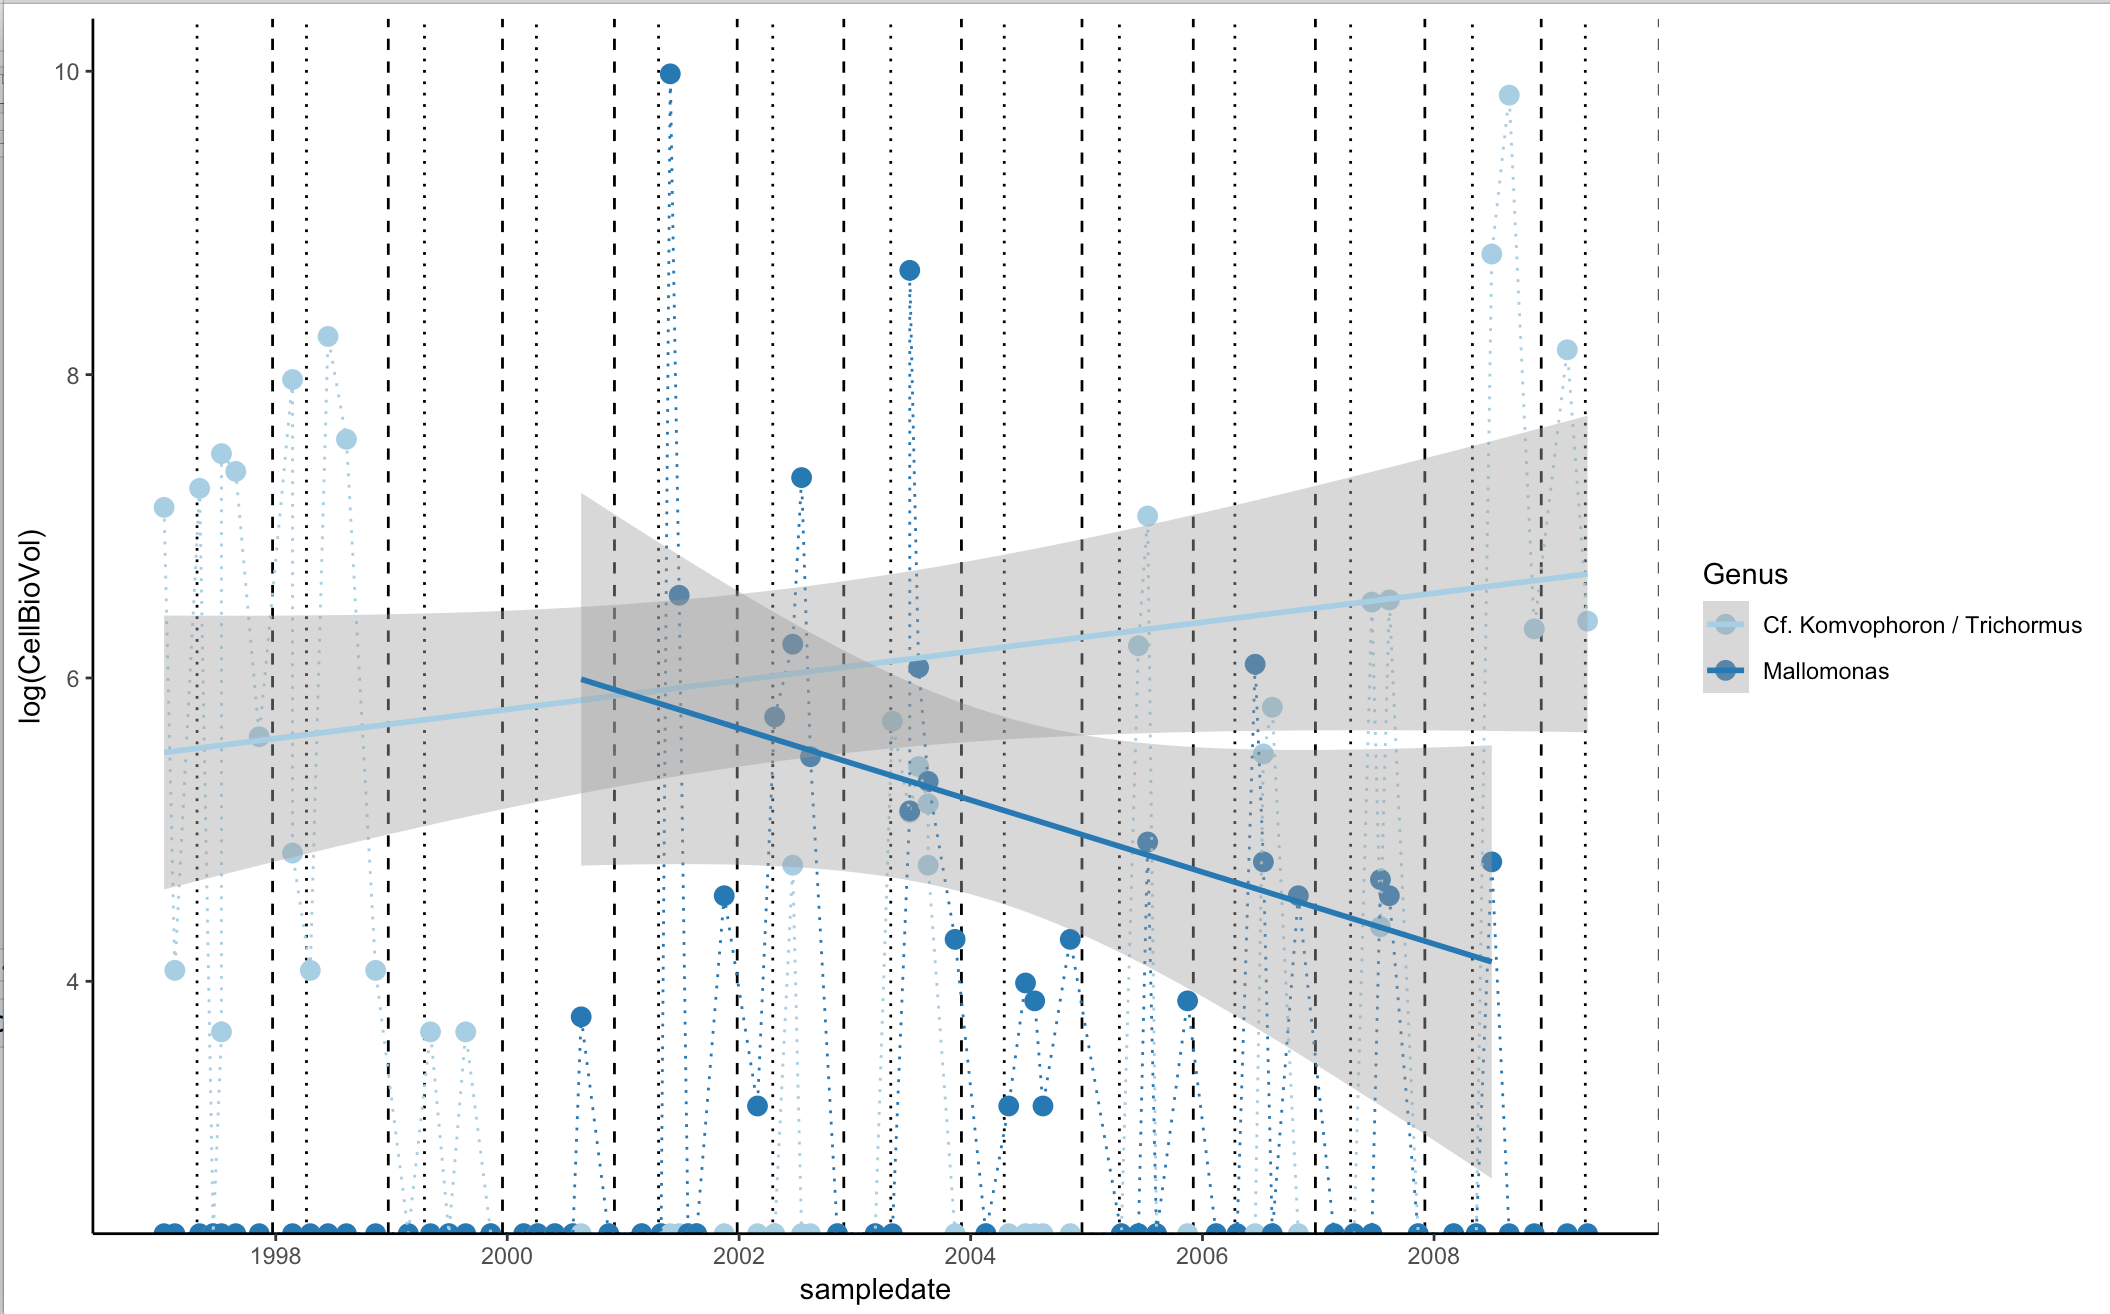 10
8
6
4
log(CellBioVol)
1998
2000
2002
2004
2006
2008
sampledate
Genus
Cf. Komvophoron / Trichormus
Mallomonas